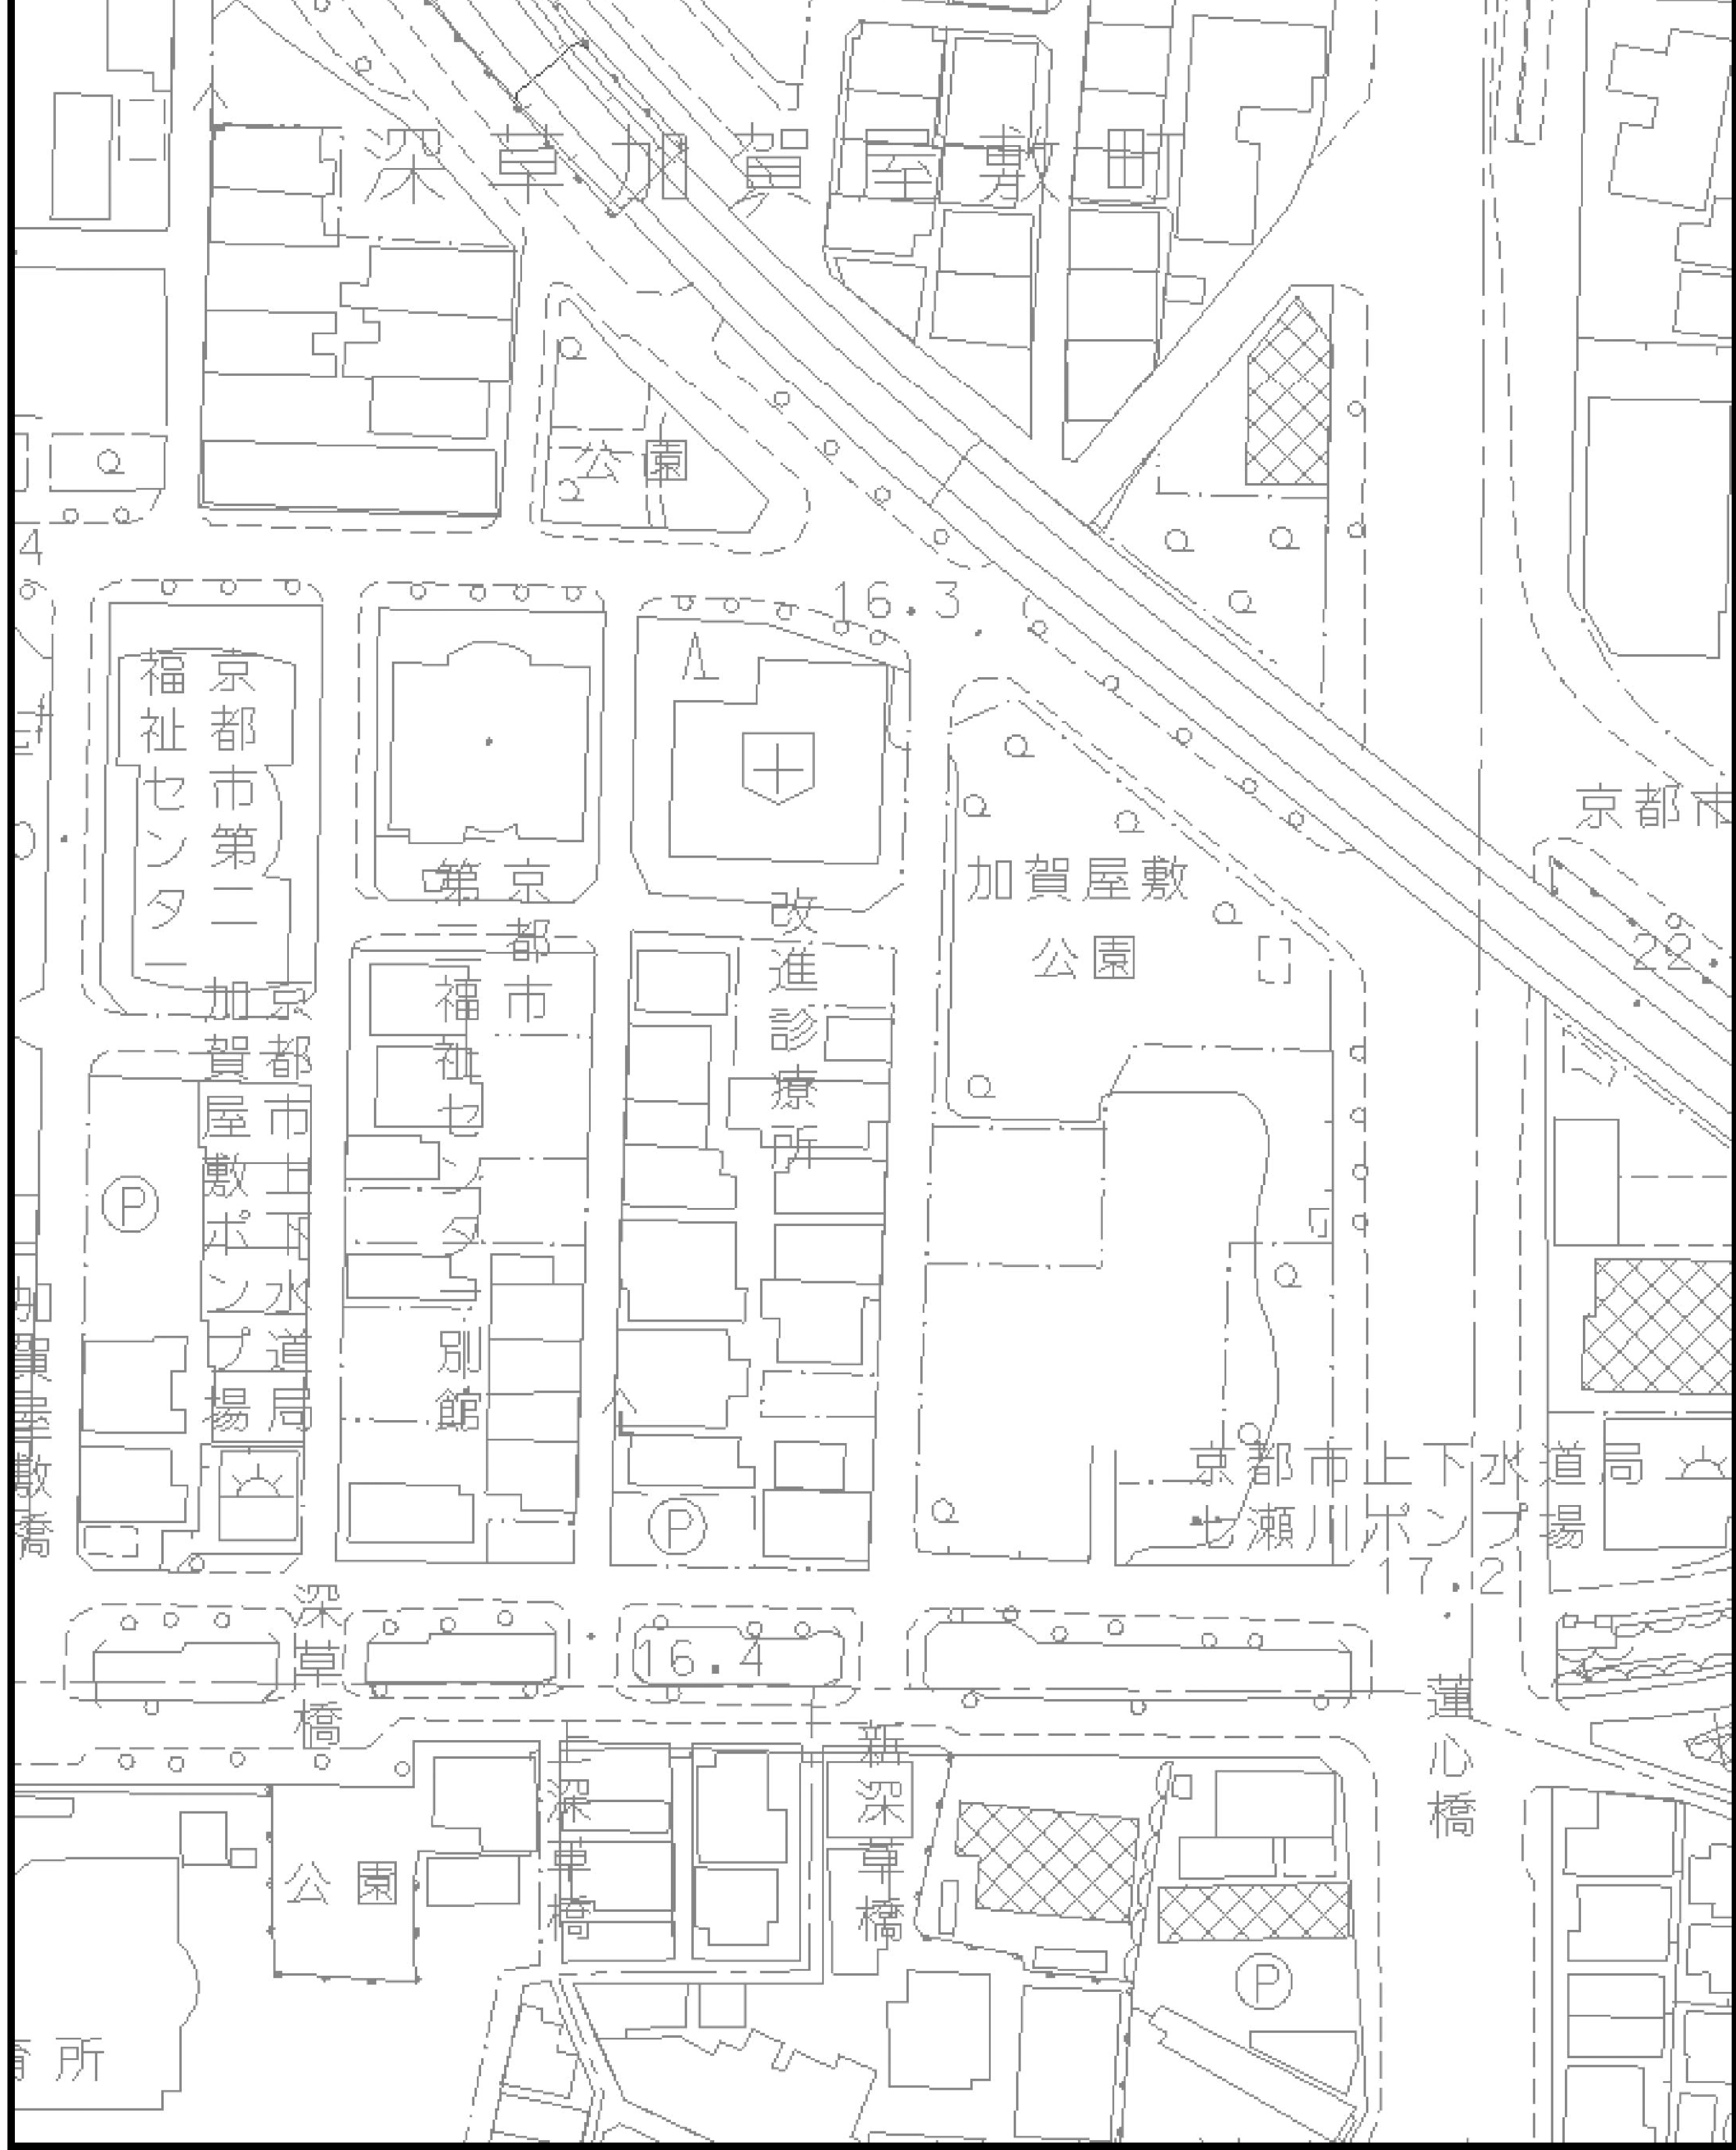 深草加賀屋敷町
公園
16.3
京都市第二
福祉センター
京都市
第二福祉センター別館
改進診療所
加賀屋敷
公園
京都市
22.
京都市上下水道局
加賀屋敷ポンプ場
P
加賀屋敷橋
京都市上下水道局
七瀬川ポンプ場
P
17.2
深草橋
16.4
上深草橋
新深草橋
蓮心橋
公園
P
所